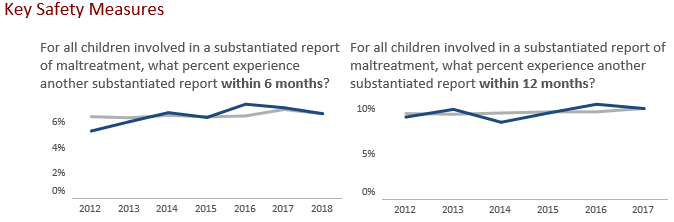 Key Safety Measures
For all children involved in a substantiated report
of maltreatment, what percent experience
another substantiated report within 6 months?
6%
4%
2%
0%
2012 2013 2014 2015 2016 2017 2018
For all children involved in a substantiated report of
maltreatment, what percent experience another
substantiated report within 12 months?
10%
5%
0%
2012 2013 2014 2015 2016 2017